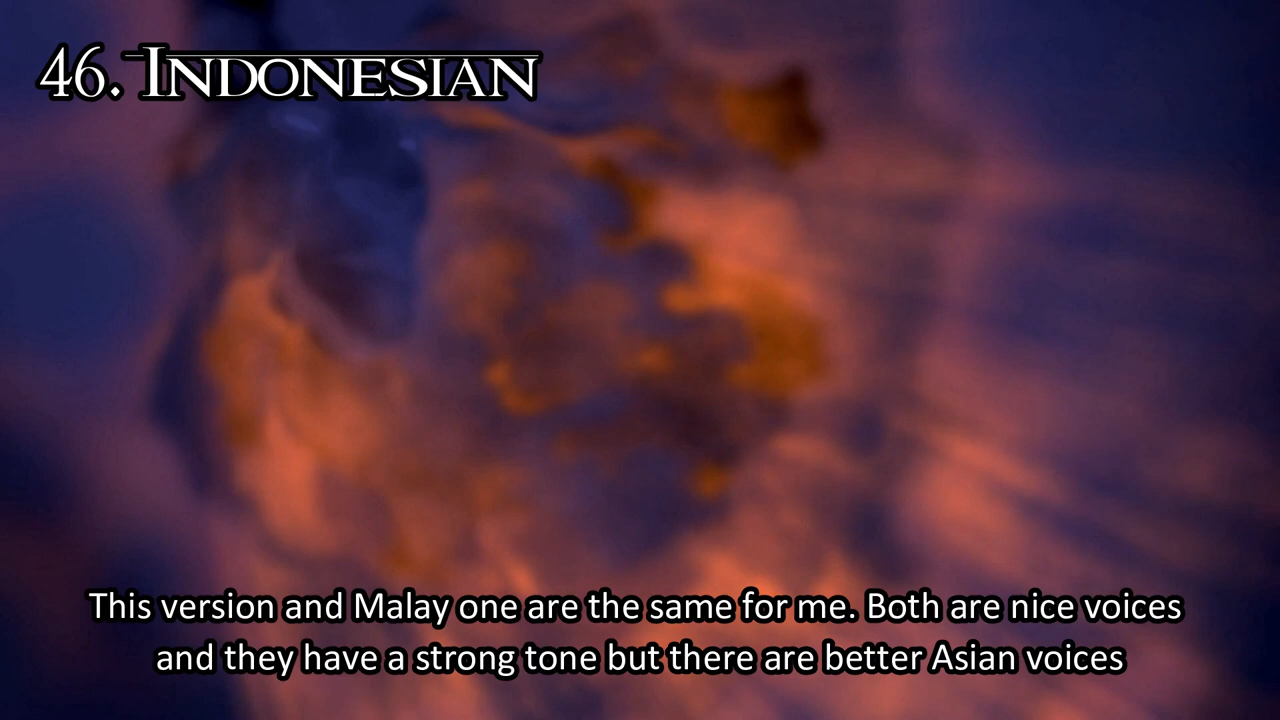 46. Indonesian
This version and Malay one are the same for me. Both are nice voices
and they have a strong tone but there are better Asian voices